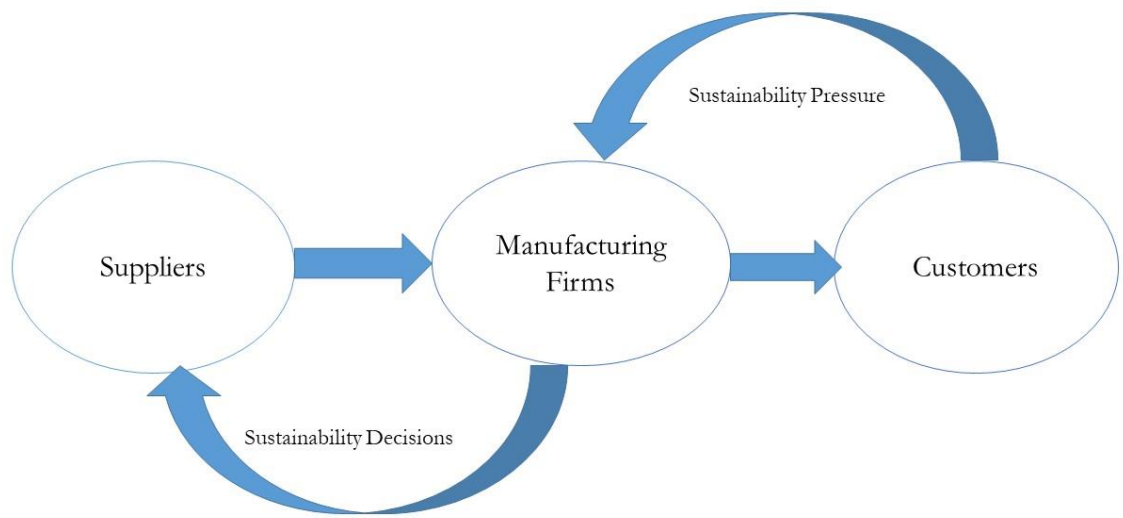 Sustainability Pressure
Suppliers
Manufacturing
Firms
Customers
Sustainability Decisions